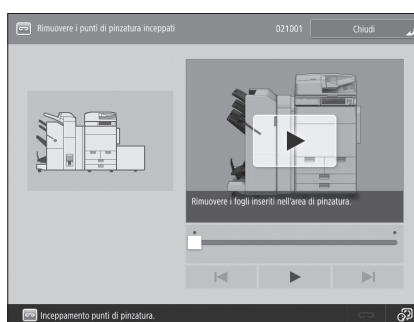 Rimuovere i punti di pinzatura inceppati
021001
Chiudi
Rimuovere i fogli inseriti nell'area di pinzatura.
Inceppamento punti di pinzatura.